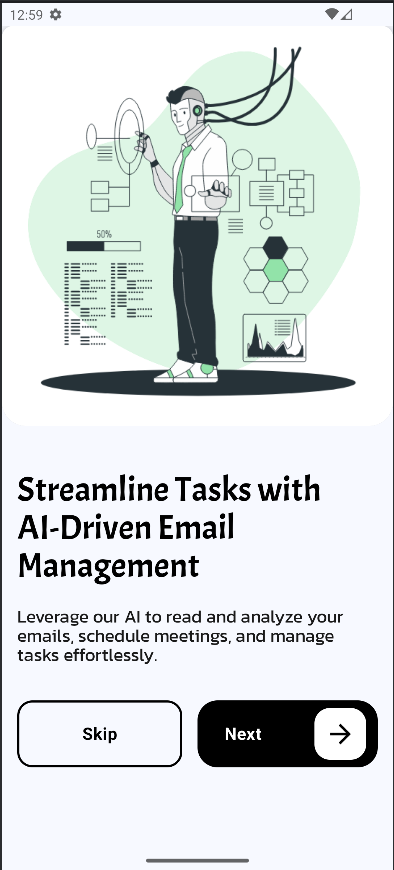 12:59
50%
Streamline Tasks with
AI-Driven Email
Management
Leverage our AI to read and analyze your
emails, schedule meetings, and manage
tasks effortlessly.
Skip
Next